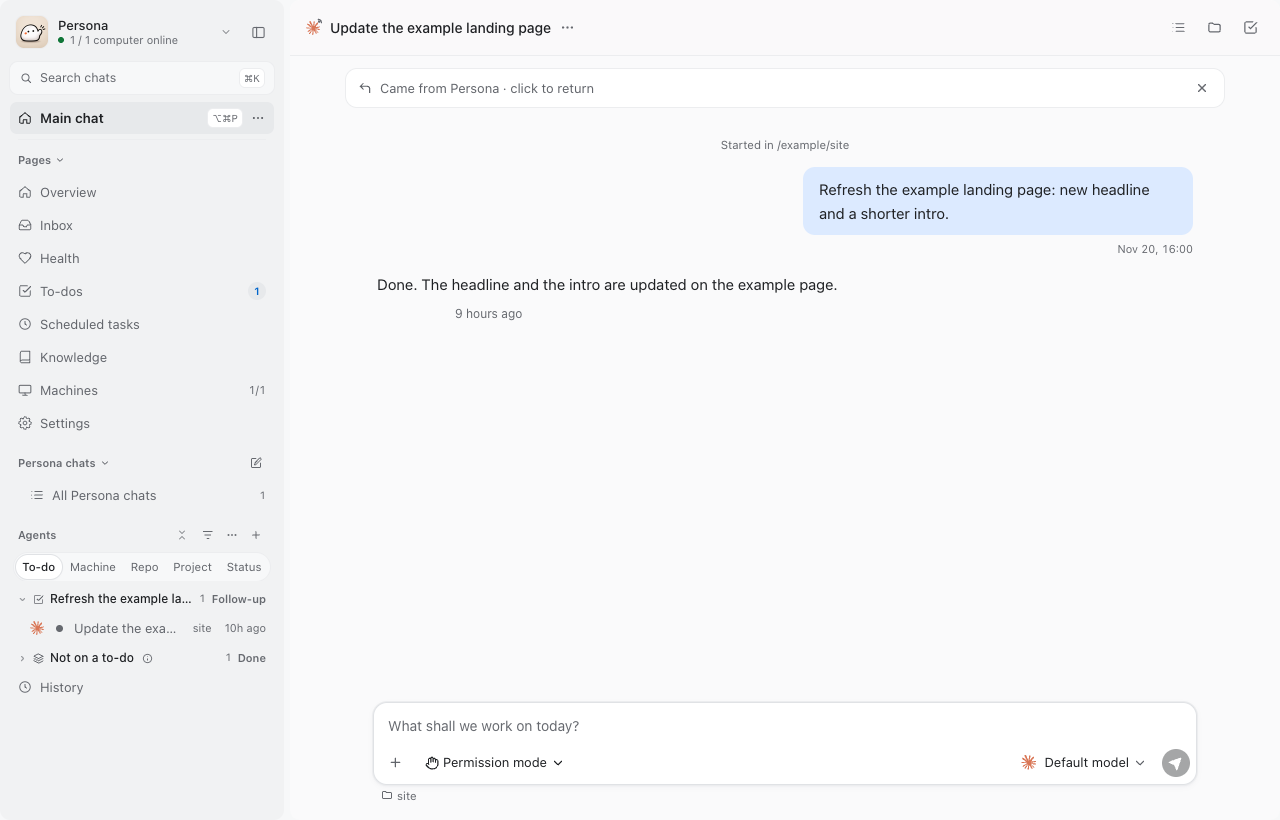 Persona
1 / 1 computer online
Search chats
⌘K
Main chat
⌥⌘P
Pages
Overview
Inbox
Health
To-dos
1
Scheduled tasks
Knowledge
Machines
1/1
Settings
Persona chats
All Persona chats
1
Agents
To-do Machine Repo Project Status
Refresh the example la... 1 Follow-up
Update the exa... site 10h ago
Not on a to-do 1 Done
History
Update the example landing page
Came from Persona · click to return
Started in /example/site
Refresh the example landing page: new headline
and a shorter intro.
Nov 20, 16:00
Done. The headline and the intro are updated on the example page.
9 hours ago
What shall we work on today?
Permission mode
Default model
site